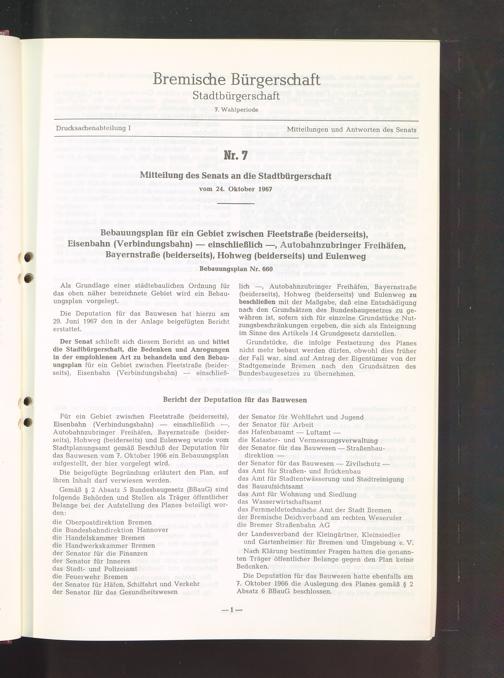 Bremische Bürgerschaft
Stadtbürgerschaft
7. Wahlperiode
Drucksachenabteilung I
Mitteilungen und Antworten des Senats
Nr. 7
Mitteilung des Senats an die Stadtbürgerschaft
vom 24. Oktober 1967
Bebauungsplan für ein Gebiet zwischen Fleetstraße (beiderseits),
Eisenbahn (Verbindungsbahn) — einschließlich —, Autobahnzubringer Freihäfen,
Bayernstraße (beiderseits), Hohweg (beiderseits) und Eulenweg
Bebauungsplan Nr. 660
Als Grundlage einer städtebaulichen Ordnung für
das oben näher bezeichnete Gebiet wird ein Bebau-
ungsplan vorgelegt.
Die Deputation für das Bauwesen hat hierzu am
29. Juni 1967 den in der Anlage beigefügten Bericht
erstattet.
Der Senat schließt sich diesem Bericht an und bittet
die Stadtbürgerschaft, die Bedenken und Anregungen
in der empfohlenen Art zu behandeln und den Bebau-
ungsplan für ein Gebiet zwischen Fleetstraße (beider-
seits), Eisenbahn (Verbindungsbahn) — einschließ-
lich —, Autobahnzubringer Freihäfen, Bayernstraße
(beiderseits), Hohweg (beiderseits) und Eulenweg zu
beschließen mit der Maßgabe, daß eine Entschädigung
nach den Grundsätzen des Bundesbaugesetzes zu ge-
währen ist, sofern sich für einzelne Grundstücke Nut-
zungsbeschränkungen ergeben, die sich als Enteignung
im Sinne des Artikels 14 Grundgesetz darstellen.
Grundstücke, die infolge Festsetzung des Planes
nicht mehr bebaut werden dürfen, obwohl dies früher
der Fall war, sind auf Antrag der Eigentümer von der
Stadtgemeinde Bremen nach den Grundsätzen des
Bundesbaugesetzes zu übernehmen.
Bericht der Deputation für das Bauwesen
Für ein Gebiet zwischen Fleetstraße (beiderseits),
Eisenbahn (Verbindungsbahn) — einschließlich —,
Autobahnzubringer Freihäfen, Bayernstraße (beider-
seits), Hohweg (beiderseits) und Eulenweg wurde vom
Stadtplanungsamt gemäß Beschluß der Deputation für
das Bauwesen vom 7. Oktober 1966 ein Bebauungsplan
aufgestellt, der hier vorgelegt wird.
Die beigefügte Begründung erläutert den Plan, auf
ihren Inhalt darf verwiesen werden.
Gemäß § 2 Absatz 5 Bundesbaugesetz (BBauG) sind
folgende Behörden und Stellen als Träger öffentlicher
Belange bei der Aufstellung des Planes beteiligt wor-
den:
die Oberpostdirektion Bremen
die Bundesbahndirektion Hannover
die Handelskammer Bremen
die Handwerkskammer Bremen
der Senator für die Finanzen
der Senator für Inneres
das Stadt- und Polizeiamt
die Feuerwehr Bremen
der Senator für Häfen, Schiffahrt und Verkehr
der Senator für das Gesundheitswesen
der Senator für Wohlfahrt und Jugend
der Senator für Arbeit
das Hafenbauamt — Luftamt —
die Kataster- und Vermessungsverwaltung
der Senator für das Bauwesen — Straßenbau-
direktion —
der Senator für das Bauwesen — Zivilschutz —
das Amt für Straßen- und Brückenbau
das Amt für Stadtentwässerung und Stadtreinigung
das Bauaufsichtsamt
das Amt für Wohnung und Siedlung
das Wasserwirtschaftsamt
das Fernmeldetechnische Amt der Stadt Bremen
der Bremische Deichverband am rechten Weserufer
die Bremer Straßenbahn AG
der Landesverband der Kleingärtner, Kleinsiedler
und Gartenheimer für Bremen und Umgebung e. V.
Nach Klärung bestimmter Fragen hatten die genann-
ten Träger öffentlicher Belange gegen den Plan keine
Bedenken.
Die Deputation für das Bauwesen hatte ebenfalls am
7. Oktober 1966 die Auslegung des Planes gemäß § 2
Absatz 6 BBauG beschlossen.
— 1 —